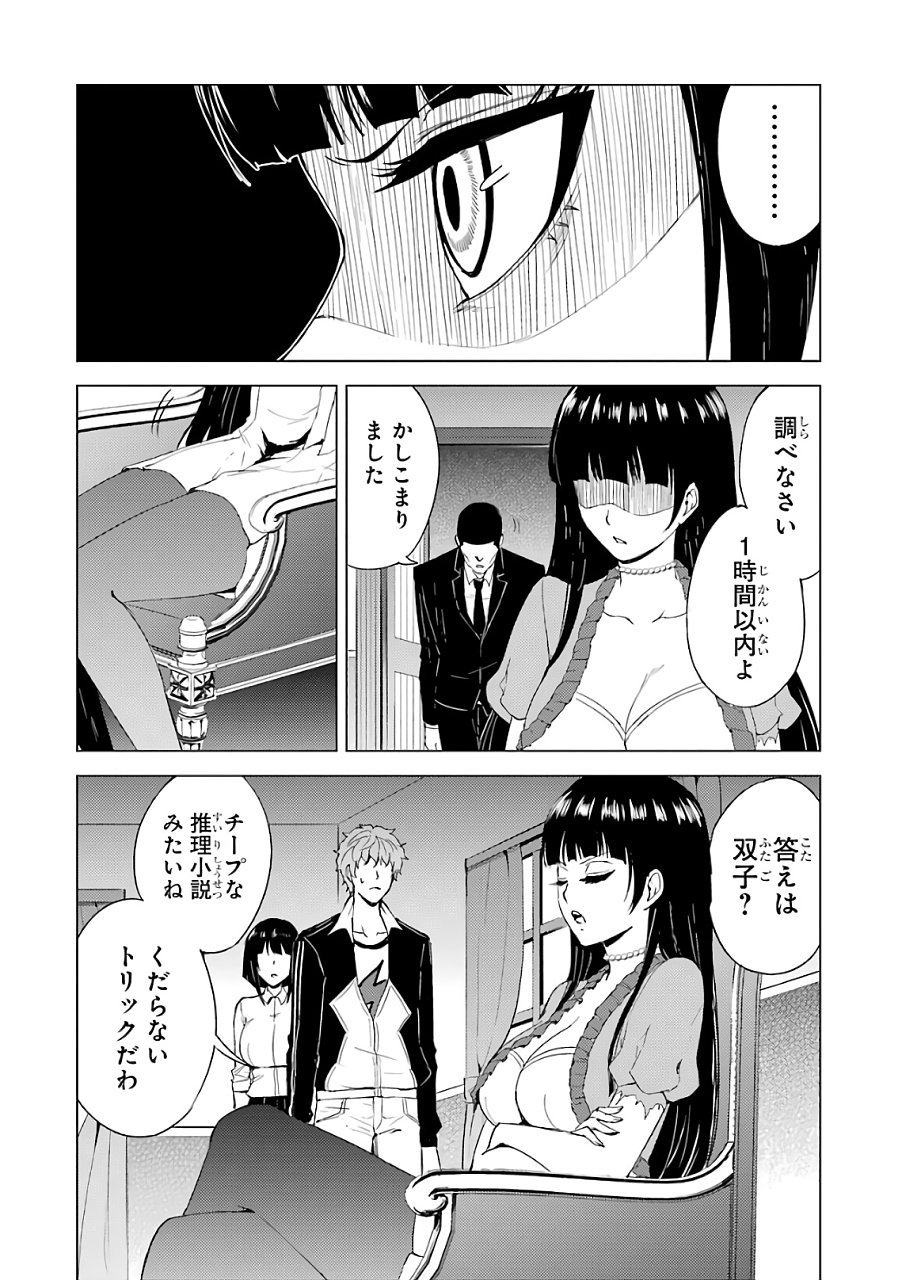 ………
調べなさい
1時間以内よ
かしこまり
ました
答えは
双子?
チープな
推理小説
みたいね
くだらない
トリックだわ